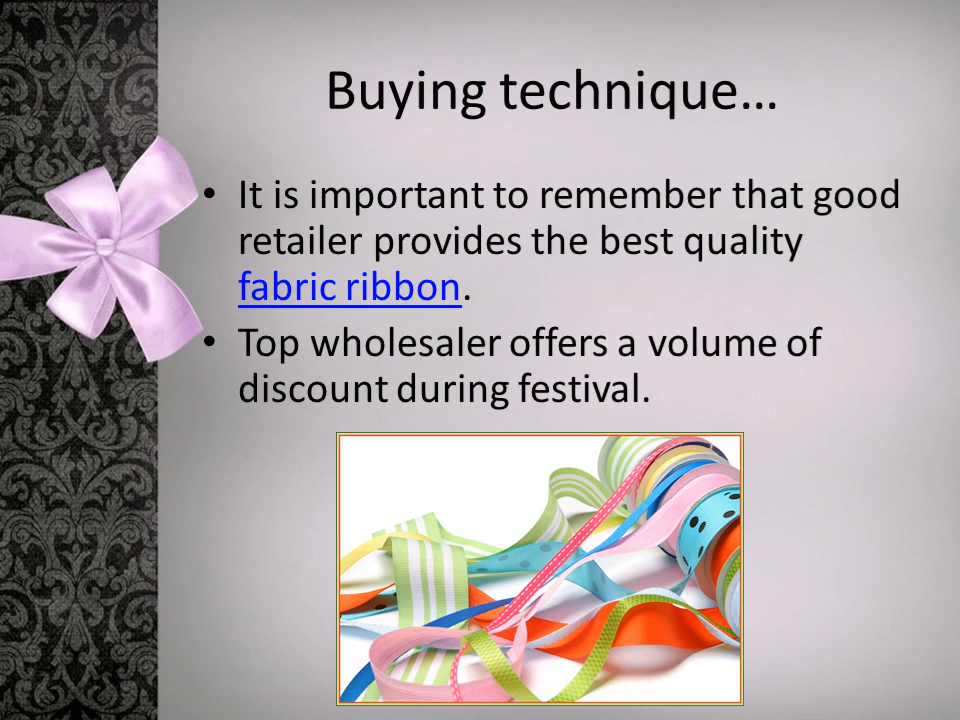 Buying technique…
• It is important to remember that good
retailer provides the best quality
fabric ribbon.
• Top wholesaler offers a volume of
discount during festival.